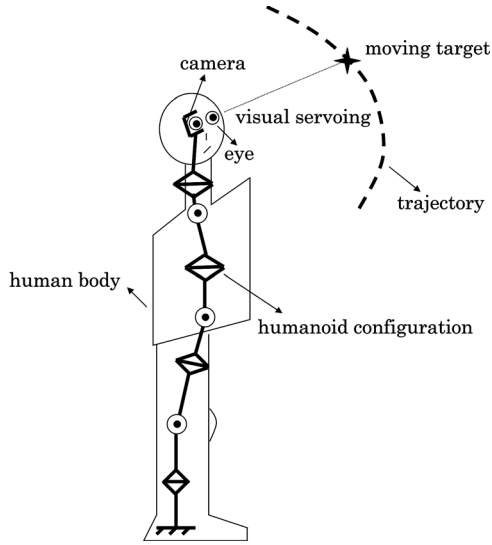 moving target
camera
visual servoing
eye
trajectory
human body
humanoid configuration